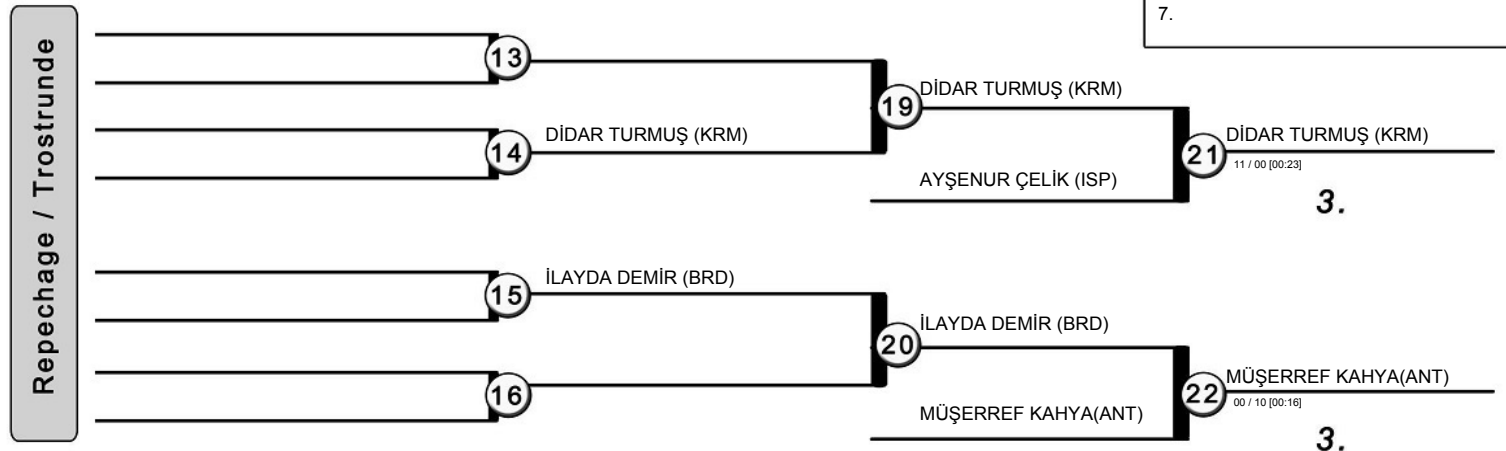 Repechage / Trostrunde
7.
13
DİDAR TURMUŞ (KRM)
19
14
DİDAR TURMUŞ (KRM)
DİDAR TURMUŞ (KRM)
21
11 / 00 [00:23]
AYŞENUR ÇELİK (ISP)
3.
15
İLAYDA DEMİR (BRD)
İLAYDA DEMİR (BRD)
20
16
MÜŞERREF KAHYA(ANT)
22
00 / 10 [00:16]
MÜŞERREF KAHYA(ANT)
3.